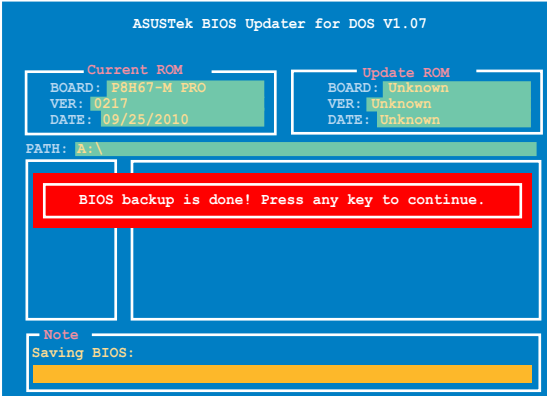 ASUSTek BIOS Updater for DOS V1.07
Current ROM
BOARD: P8H67-M PRO
VER: 0217
DATE: 09/25/2010
Update ROM
BOARD: Unknown
VER: Unknown
DATE: Unknown
PATH: A:\
BIOS backup is done! Press any key to continue.
Note
Saving BIOS: